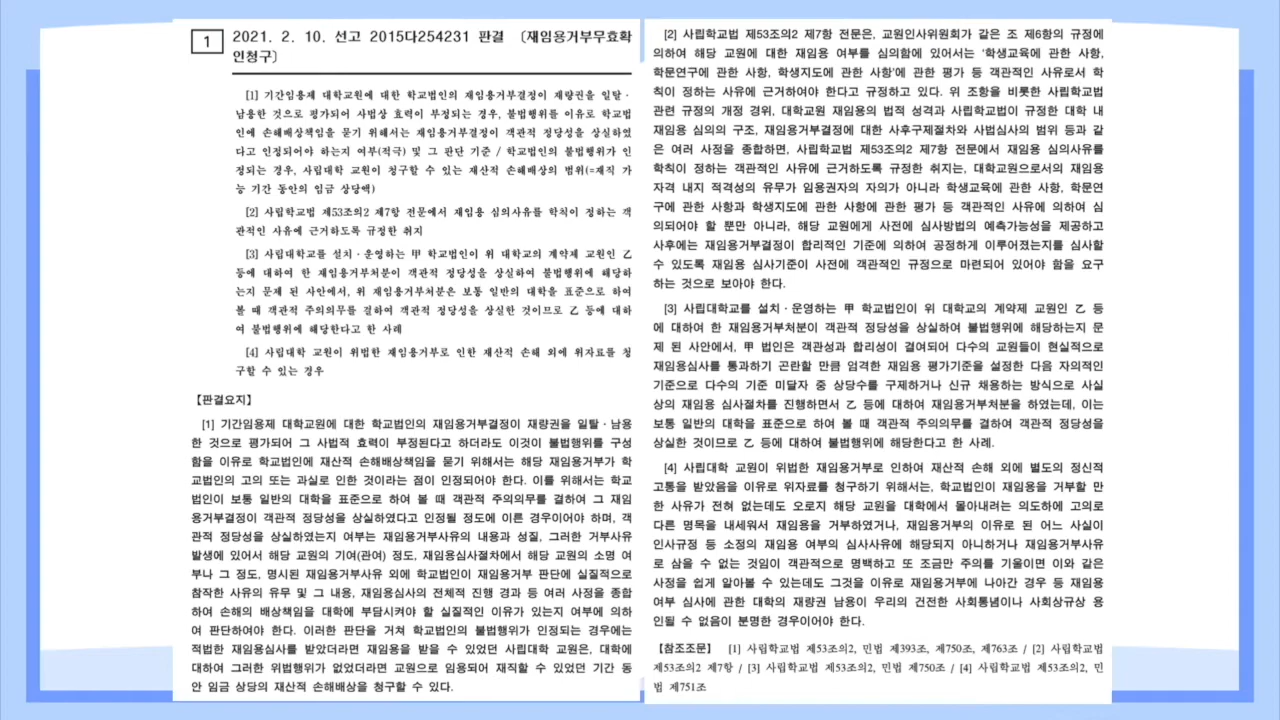 1
2021. 2. 10. 선고 2015다254231 판결 〔재임용거부무효확
인청구〕
[1] 기간임용제 대학교원에 대한 학교법인의 재임용거부결정이 재량권을 일탈·
남용한 것으로 평가되어 사법상 효력이 부정되는 경우, 불법행위를 이유로 학교법
인에 손해배상책임을 묻기 위해서는 재임용거부결정이 객관적 정당성을 상실하였
다고 인정되어야 하는지 여부(적극) 및 그 판단 기준 / 학교법인의 불법행위가 인
정되는 경우, 사립대학 교원이 청구할 수 있는 재산적 손해배상의 범위(=재직 가
능 기간 동안의 임금 상당액)
[2] 사립학교법 제53조의2 제7항 전문에서 재임용 심의사유를 학칙이 정하는 객
관적인 사유에 근거하도록 규정한 취지
[3] 사립대학교를 설치·운영하는 甲 학교법인이 위 대학교의 계약제 교원인 乙
등에 대하여 한 재임용거부처분이 객관적 정당성을 상실하여 불법행위에 해당하
는지 문제 된 사안에서, 위 재임용거부처분은 보통 일반의 대학을 표준으로 하여
볼 때 객관적 주의의무를 결하여 객관적 정당성을 상실한 것이므로 乙 등에 대하
여 불법행위에 해당한다고 한 사례
[4] 사립대학 교원이 위법한 재임용거부로 인한 재산적 손해 외에 위자료를 청
구할 수 있는 경우
【판결요지】
[1] 기간임용제 대학교원에 대한 학교법인의 재임용거부결정이 재량권을 일탈·남용
한 것으로 평가되어 그 사법적 효력이 부정된다고 하더라도 이것이 불법행위를 구성
함을 이유로 학교법인에 재산적 손해배상책임을 묻기 위해서는 해당 재임용거부가 학
교법인의 고의 또는 과실로 인한 것이라는 점이 인정되어야 한다. 이를 위해서는 학교
법인이 보통 일반의 대학을 표준으로 하여 볼 때 객관적 주의의무를 결하여 그 재임
용거부결정이 객관적 정당성을 상실하였다고 인정될 정도에 이른 경우이어야 하며, 객
관적 정당성을 상실하였는지 여부는 재임용거부사유의 내용과 성질, 그러한 거부사유
발생에 있어서 해당 교원의 기여(관여) 정도, 재임용심사절차에서 해당 교원의 소명 여
부나 그 정도, 명시된 재임용거부사유 외에 학교법인이 재임용거부 판단에 실질적으로
참작한 사유의 유무 및 그 내용, 재임용심사의 전체적 진행 경과 등 여러 사정을 종합
하여 손해의 배상책임을 대학에 부담시켜야 할 실질적인 이유가 있는지 여부에 의하
여 판단하여야 한다. 이러한 판단을 거쳐 학교법인의 불법행위가 인정되는 경우에는
적법한 재임용심사를 받았더라면 재임용을 받을 수 있었던 사립대학 교원은, 대학에
대하여 그러한 위법행위가 없었더라면 교원으로 임용되어 재직할 수 있었던 기간 동
안 임금 상당의 재산적 손해배상을 청구할 수 있다.
[2] 사립학교법 제53조의2 제7항 전문은, 교원인사위원회가 같은 조 제6항의 규정에
의하여 해당 교원에 대한 재임용 여부를 심의함에 있어서는 ‘학생교육에 관한 사항,
학문연구에 관한 사항, 학생지도에 관한 사항’에 관한 평가 등 객관적인 사유로서 학
칙이 정하는 사유에 근거하여야 한다고 규정하고 있다. 위 조항을 비롯한 사립학교법
관련 규정의 개정 경위, 대학교원 재임용의 법적 성격과 사립학교법이 규정한 대학 내
재임용 심의의 구조, 재임용거부결정에 대한 사후구제절차와 사법심사의 범위 등과 같
은 여러 사정을 종합하면, 사립학교법 제53조의2 제7항 전문에서 재임용 심의사유를
학칙이 정하는 객관적인 사유에 근거하도록 규정한 취지는, 대학교원으로서의 재임용
자격 내지 적격성의 유무가 임용권자의 자의가 아니라 학생교육에 관한 사항, 학문연
구에 관한 사항과 학생지도에 관한 사항에 관한 평가 등 객관적인 사유에 의하여 심
의되어야 할 뿐만 아니라, 해당 교원에게 사전에 심사방법의 예측가능성을 제공하고
사후에는 재임용거부결정이 합리적인 기준에 의하여 공정하게 이루어졌는지를 심사할
수 있도록 재임용 심사기준이 사전에 객관적인 규정으로 마련되어 있어야 함을 요구
하는 것으로 보아야 한다.
[3] 사립대학교를 설치·운영하는 甲 학교법인이 위 대학교의 계약제 교원인 乙 등
에 대하여 한 재임용거부처분이 객관적 정당성을 상실하여 불법행위에 해당하는지 문
제 된 사안에서, 甲 법인은 객관성과 합리성이 결여되어 다수의 교원들이 현실적으로
재임용심사를 통과하기 곤란할 만큼 엄격한 재임용 평가기준을 설정한 다음 자의적인
기준으로 다수의 기준 미달자 중 상당수를 구제하거나 신규 채용하는 방식으로 사실
상의 재임용 심사절차를 진행하면서 乙 등에 대하여 재임용거부처분을 하였는데, 이는
보통 일반의 대학을 표준으로 하여 볼 때 객관적 주의의무를 결하여 객관적 정당성을
상실한 것이므로 乙 등에 대하여 불법행위에 해당한다고 한 사례.
[4] 사립대학 교원이 위법한 재임용거부로 인하여 재산적 손해 외에 별도의 정신적
고통을 받았음을 이유로 위자료를 청구하기 위해서는, 학교법인이 재임용을 거부할 만
한 사유가 전혀 없는데도 오로지 해당 교원을 대학에서 몰아내려는 의도하에 고의로
다른 명목을 내세워서 재임용을 거부하였거나, 재임용거부의 이유로 된 어느 사실이
인사규정 등 소정의 재임용 여부의 심사사유에 해당되지 아니하거나 재임용거부사유
로 삼을 수 없는 것임이 객관적으로 명백하고 또 조금만 주의를 기울이면 이와 같은
사정을 쉽게 알아볼 수 있는데도 그것을 이유로 재임용거부에 나아간 경우 등 재임용
여부 심사에 관한 대학의 재량권 남용이 우리의 건전한 사회통념이나 사회상규상 용
인될 수 없음이 분명한 경우이어야 한다.
【참조조문】 [1] 사립학교법 제53조의2, 민법 제393조, 제750조, 제763조 / [2] 사립학교법
제53조의2 제7항 / [3] 사립학교법 제53조의2, 민법 제750조 / [4] 사립학교법 제53조의2, 민
법 제751조